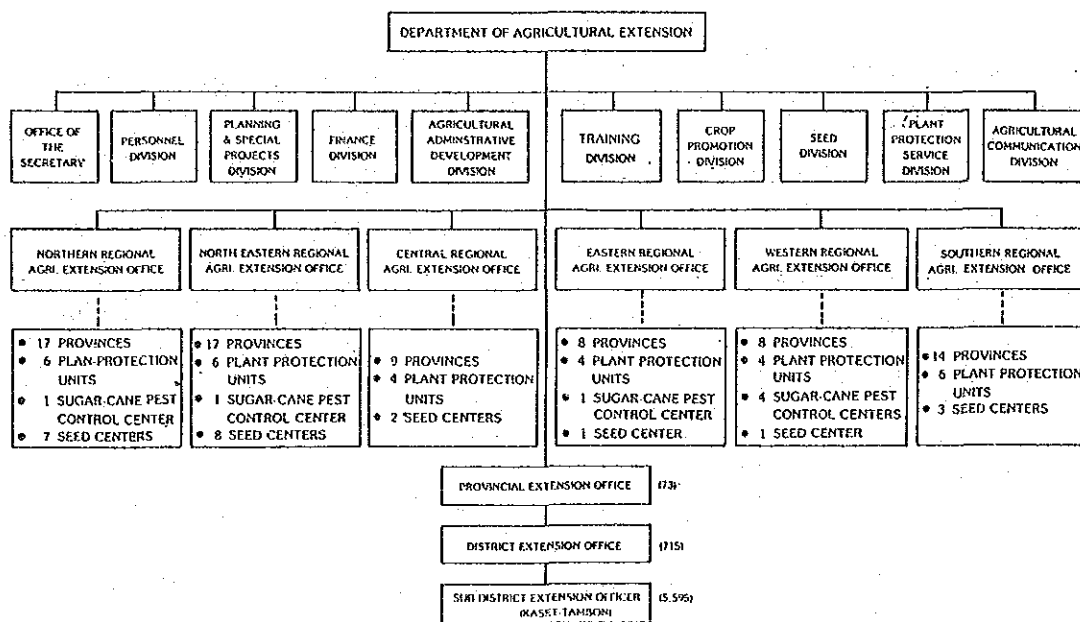 DEPARTMENT OF AGRICULTURAL EXTENSION
OFFICE OF
THE
SECRETARY
PERSONNEL
DIVISION
PLANNING
& SPECIAL
PROJECTS
DIVISION
FINANCE
DIVISION
AGRICULTURAL
ADMINSTRATIVE
DEVELOPMENT
DIVISION
TRAINING
DIVISION
CROP
PROMOTION
DIVISION
SEED
DIVISION
PLANT
PROTECTION
SERVICE
DIVISION
AGRICULTURAL
COMMUNICATION
DIVISION
NORTHERN REGIONAL
AGRI. EXTENSION OFFICE
NORTH EASTERN REGIONAL
AGRI. EXTENSION OFFICE
CENTRAL REGIONAL
AGRI. EXTENSION OFFICE
EASTERN REGIONAL
AGRI. EXTENSION OFFICE
WESTERN REGIONAL
AGRI. EXTENSION OFFICE
SOUTHERN REGIONAL
AGRI. EXTENSION OFFICE
• 17 PROVINCES
• 6 PLAN-PROTECTION
UNITS
• 1 SUGAR-CANE PEST
CONTROL CENTER
• 7 SEED CENTERS
• 17 PROVINCES
• 6 PLANT PROTECTION
UNITS
• 1 SUGAR-CANE PEST
CONTROL CENTER
• 8 SEED CENTERS
• 9 PROVINCES
• 4 PLANT PROTECTION
UNITS
• 2 SEED CENTERS
• 8 PROVINCES
• 4 PLANT PROTECTION
UNITS
• 1 SUGAR-CANE PEST
CONTROL CENTER
• 1 SEED CENTER
• 8 PROVINCES
• 4 PLANT PROTECTION
UNITS
• 4 SUGAR-CANE PEST
CONTROL CENTERS
• 1 SEED CENTER
• 14 PROVINCES
• 6 PLANT PROTECTION
UNITS
• 3 SEED CENTERS
PROVINCIAL EXTENSION OFFICE (73)
DISTRICT EXTENSION OFFICE (715)
SUB DISTRICT EXTENSION OFFICER (5.595)
(KASET-TAMBON)